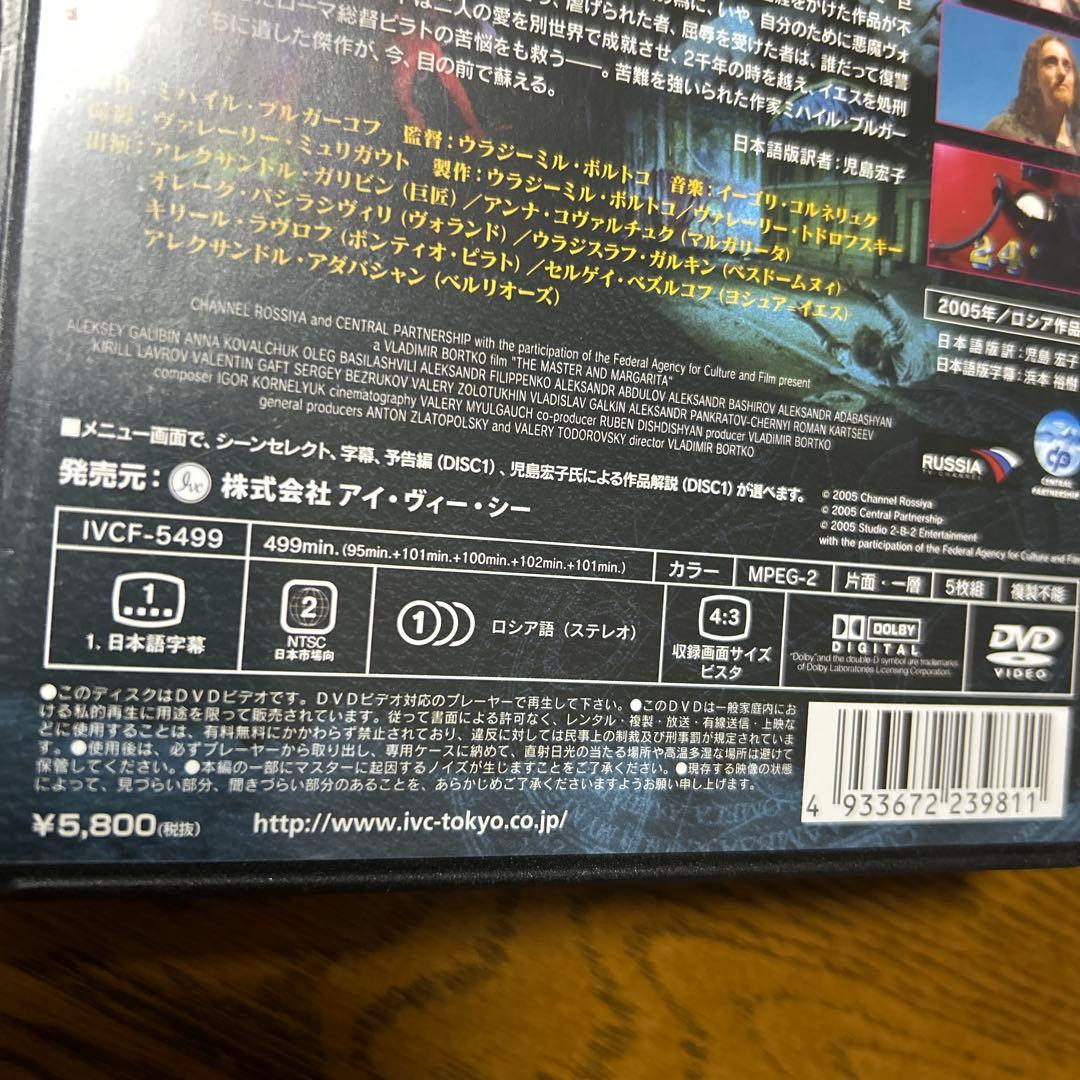 虐げられた者、屈辱を受けた者は、誰だって復讐
いや、自分のために悪魔ヴォ
をかけた作品が不
は二人の愛を別世界で成就させ、2千年の時を越え、イエスを処刑
たローマ総督ピラトの苦悩をも救う――。苦難を強いられた作家ミハイル・ブルガー
ちに遺した傑作が、今、目の前で蘇える。
日本語版訳者：児島宏子
ミハイル・ブルガーコフ 監督：ウラジーミル・ボルトコ 音楽：イーゴリ・コルネリュク
ヴァレーリー・ミュリガウト 製作：ウラジーミル・ボルトコ／ヴァレーリー・トドロフスキー
出演：アレクサンドル・ガリビン（巨匠）／アンナ・コヴァルチュク（マルガリータ）
オレーグ・バシラシヴィリ（ヴォランド）／ウラジスラフ・ガルキン（ベスドームヌィ）
キリール・ラヴロフ（ポンティオ・ピラト）／セルゲイ・ベズルコフ（ヨシュア=イエス）
アレクサンドル・アダバシャン（ベルリオーズ）
24
2005年／ロシア作品
日本語版訳：児島 宏子
日本語版字幕：浜本 裕樹
CHANNEL ROSSIYA and CENTRAL PARTNERSHIP with the participation of the Federal Agency for Culture and Film present
a VLADIMIR BORTKO film "THE MASTER AND MARGARITA"
ALEKSEY GALIBIN ANNA KOVALCHUK OLEG BASILASHVILI ALEKSANDR FILIPPENKO ALEKSANDR ABDULOV ALEKSANDR BASHIROV ALEKSANDR ADABASHYAN
KIRILL LAVROV VALENTIN GAFT SERGEY BEZRUKOV VALERY ZOLOTUKHIN VLADISLAV GALKIN ALEKSANDR PANKRATOV-CHERNYI ROMAN KARTSEEV
composer IGOR KORNELYUK cinematography VALERY MYULGAUCH co-producer RUBEN DISHDISHYAN producer VLADIMIR BORTKO
general producers ANTON ZLATOPOLSKY and VALERY TODOROVSKY director VLADIMIR BORTKO
■メニュー画面で、シーンセレクト、字幕、予告編（DISC1）、児島宏子氏による作品解説（DISC1）が選べます。
RUSSIA
TV CHANNEL
CENTRAL
PARTNERSHIP
発売元： ivc 株式会社 アイ・ヴィー・シー
© 2005 Channel Rossiya
© 2005 Central Partnership
© 2005 Studio 2-B-2 Entertainment
with the participation of the Federal Agency for Culture and Film
IVCF-5499 499min.（95min.+101min.+100min.+102min.+101min.） カラー MPEG-2 片面・一層 5枚組 複製不能
1 1. 日本語字幕
2 NTSC 日本市場向
1 ロシア語（ステレオ）
4:3 収録画面サイズ ビスタ
DOLBY DIGITAL
"Dolby"and the double-D symbol are trademarks
of Dolby Laboratories Licensing Corporation.
DVD VIDEO
●このディスクはDVDビデオです。DVDビデオ対応のプレーヤーで再生して下さい。●このDVDは一般家庭内にお
ける私的再生に用途を限って販売されています。従って書面による許可なく、レンタル・複製・放送・有線送信・上映な
どに使用することは、有料無料にかかわらず禁止されており、違反に対しては民事上の制裁及び刑事罰が規定されていま
す。●使用後は、必ずプレーヤーから取り出し、専用ケースに納めて、直射日光の当たる場所や高温多湿な場所は避けて
保管してください。●本編の一部にマスターに起因するノイズが生じますことをご了承ください。●現存する映像の状態
によって、見づらい部分、聞きづらい部分のあることを、あらかじめご了承くださいますようお願い申し上げます。
¥5,800（税抜） http://www.ivc-tokyo.co.jp/
4 933672 239811